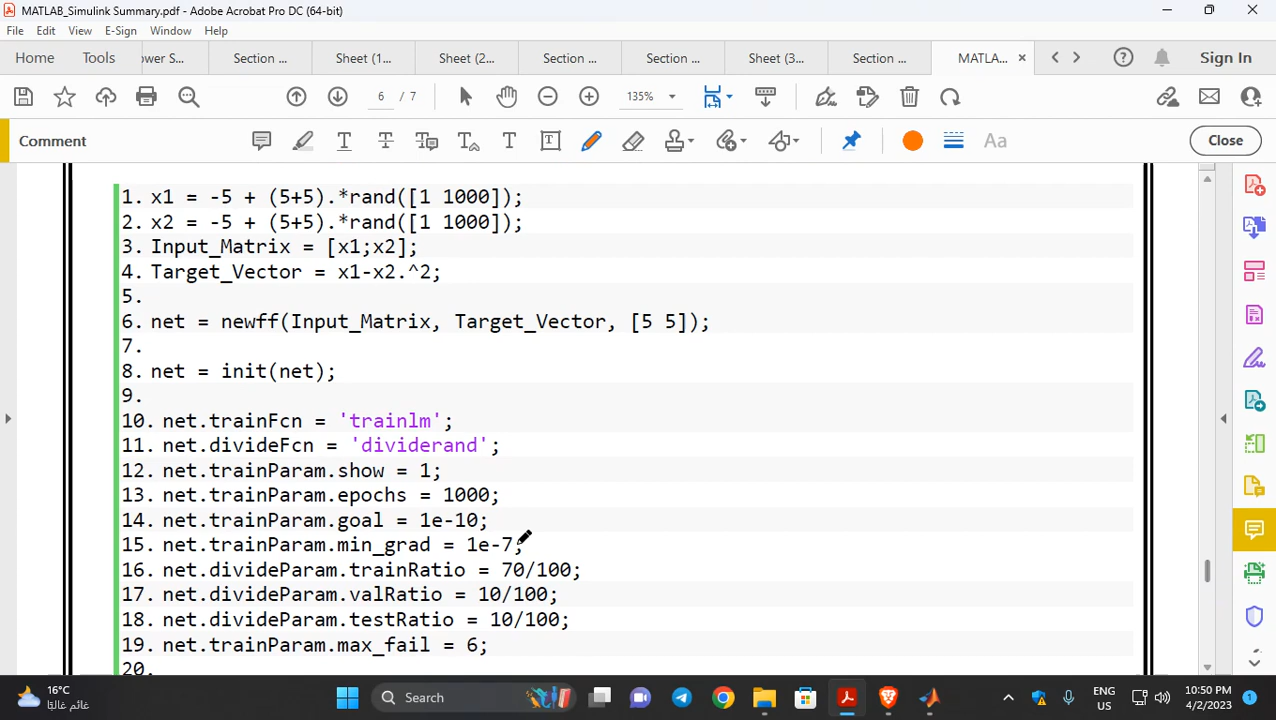 MATLAB_Simulink Summary.pdf - Adobe Acrobat Pro DC (64-bit)
File Edit View E-Sign Window Help
Home Tools ower S... Section ... Sheet (1... Sheet (2... Section ... Section ... Sheet (3... Section ... MATLA... Sign In
6 / 7 135%
Comment Close
1. x1 = -5 + (5+5).*rand([1 1000]);
2. x2 = -5 + (5+5).*rand([1 1000]);
3. Input_Matrix = [x1;x2];
4. Target_Vector = x1-x2.^2;
5.
6. net = newff(Input_Matrix, Target_Vector, [5 5]);
7.
8. net = init(net);
9.
10. net.trainFcn = 'trainlm';
11. net.divideFcn = 'dividerand';
12. net.trainParam.show = 1;
13. net.trainParam.epochs = 1000;
14. net.trainParam.goal = 1e-10;
15. net.trainParam.min_grad = 1e-7;
16. net.divideParam.trainRatio = 70/100;
17. net.divideParam.valRatio = 10/100;
18. net.divideParam.testRatio = 10/100;
19. net.trainParam.max_fail = 6;
20.
16°C
غائم غالبًا
Search
ENG
US
10:50 PM
4/2/2023
1